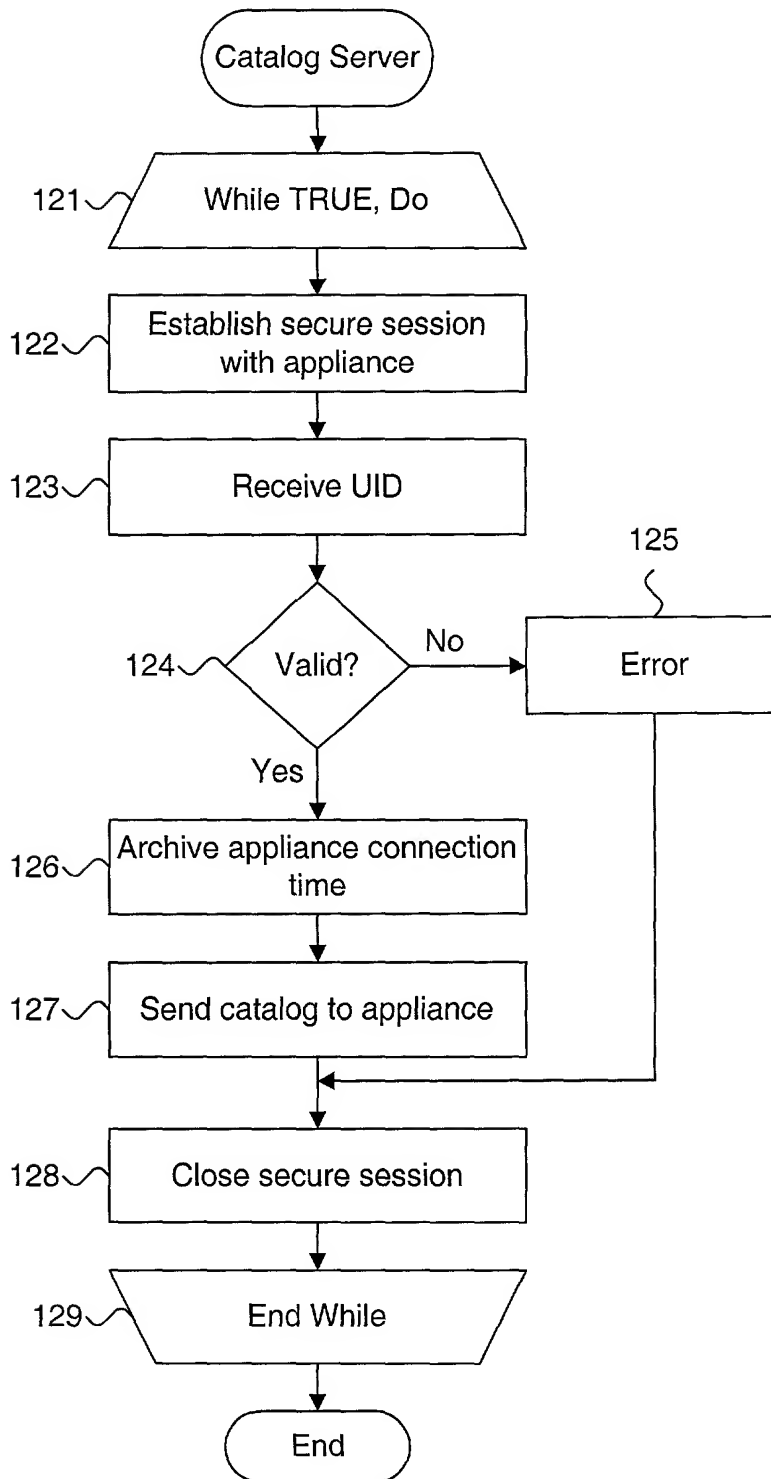 Catalog Server
121
While TRUE, Do
122
Establish secure session
with appliance
123
Receive UID
125
124
Valid?
No
Error
Yes
126
Archive appliance connection
time
127
Send catalog to appliance
128
Close secure session
129
End While
End